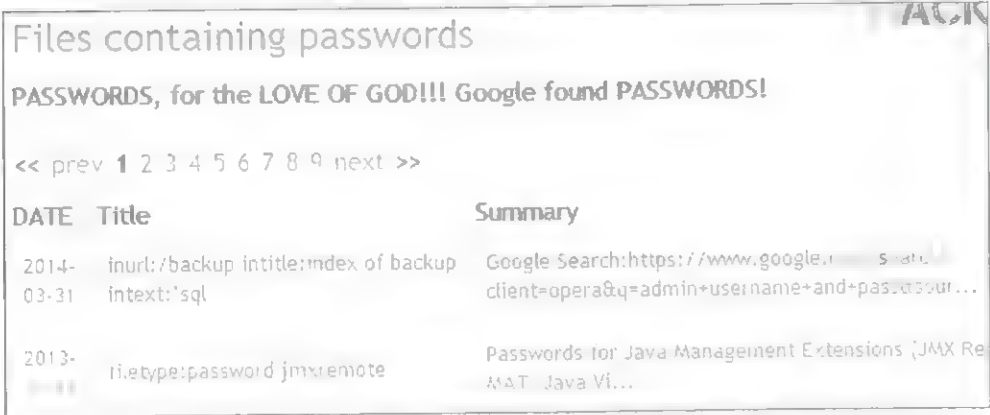 Files containing passwords
PASSWORDS, for the LOVE OF GOD!!! Google found PASSWORDS!
<< prev 1 2 3 4 5 6 7 8 9 next >>
DATE Title Summary
2014-03-31 inurl:/backup intitle:index of backup intext:"sql Google Search:https://www.google.
client=opera&q=admin+username+and+
2013- jmxremote Passwords for Java Management Extensions (JMX Re
MAT Java Vi...